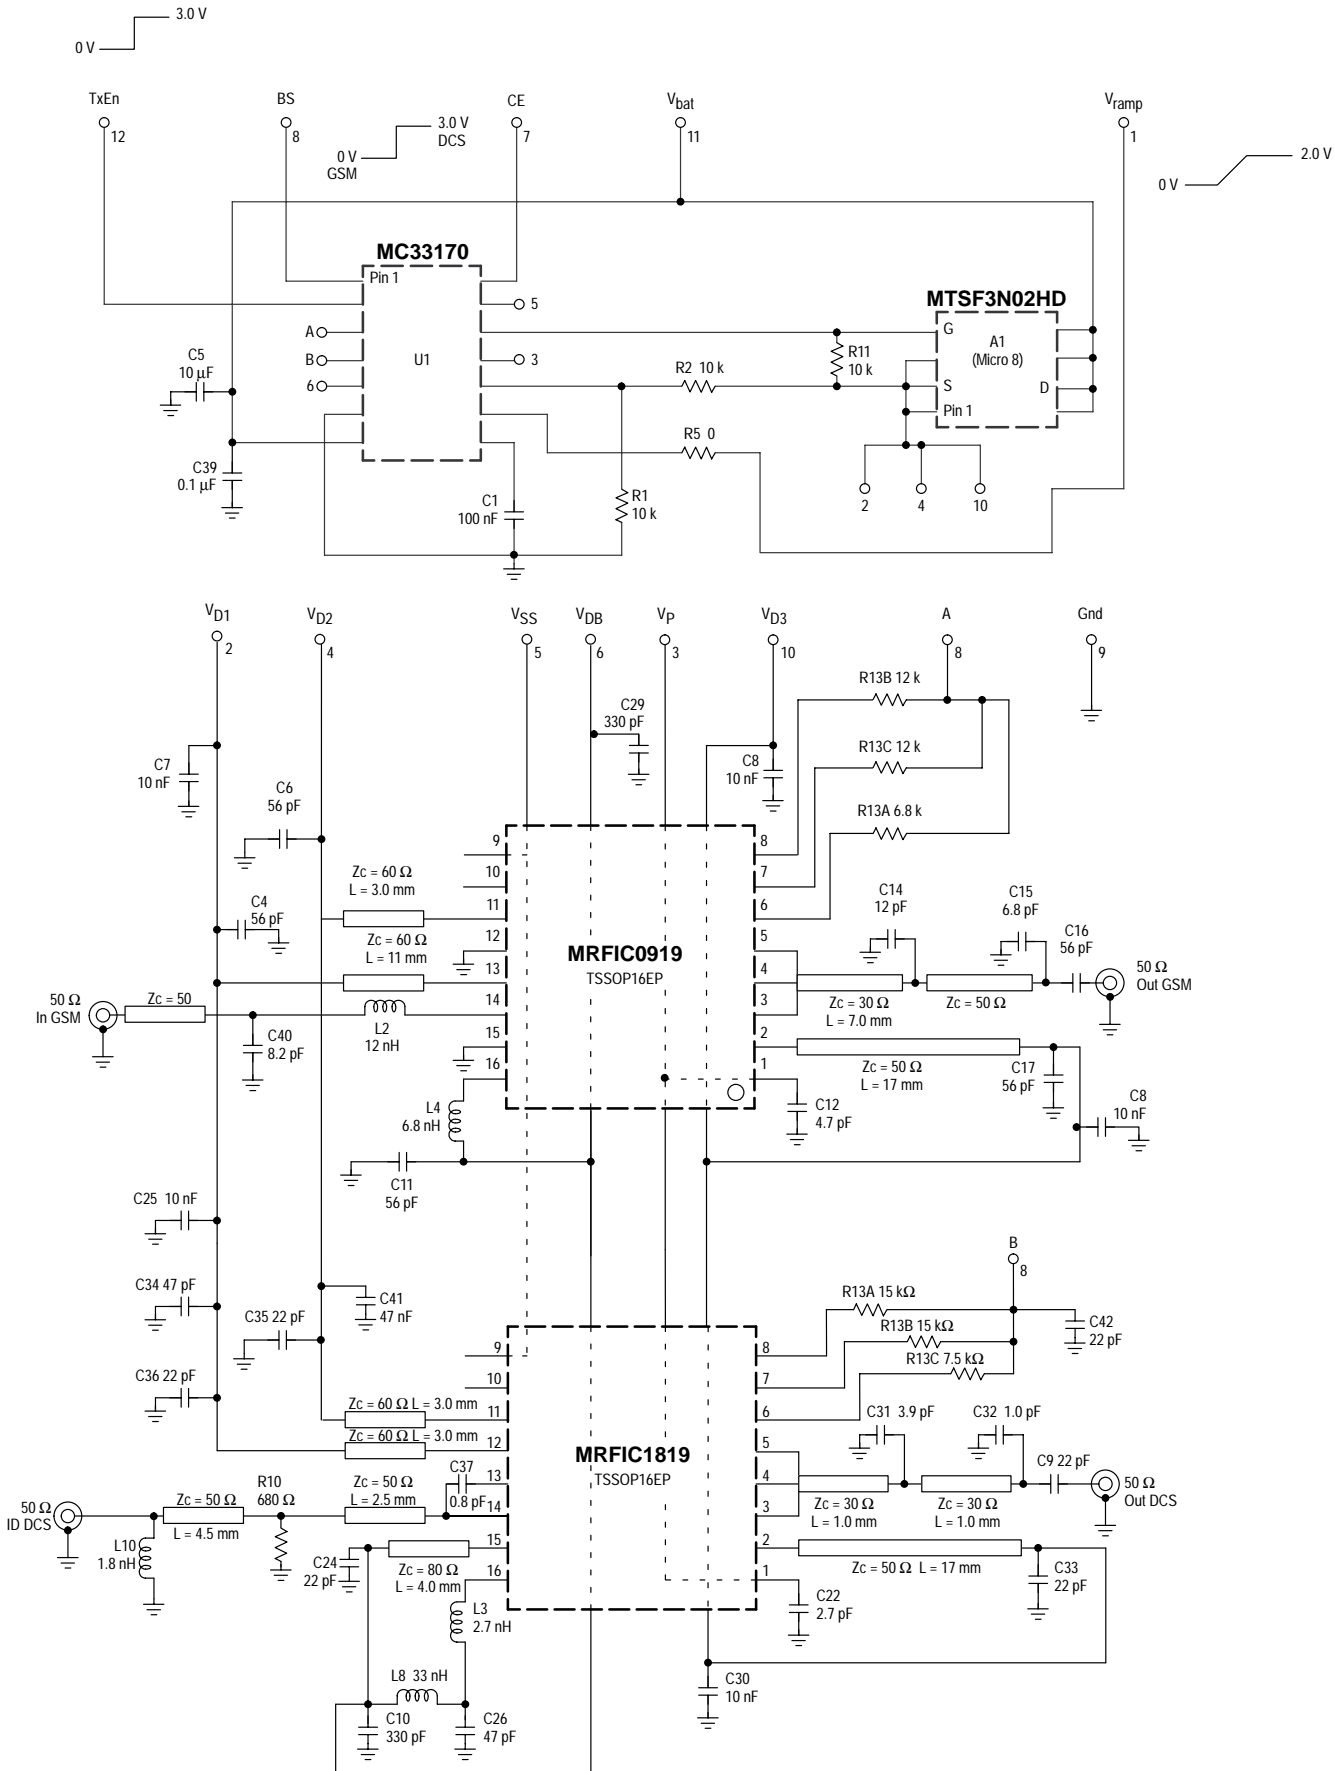 3.0 V
0 V
TxEn
12
BS
8
3.0 V
DCS
0 V
GSM
CE
7
Vbat
11
Vramp
1
2.0 V
0 V
MC33170
Pin 1
U1
A
B
6
5
3
C5
10 µF
C39
0.1 µF
C1
100 nF
R1
10 k
R2 10 k
R5 0
R11
10 k
MTSF3N02HD
G
A1
(Micro 8)
S
D
Pin 1
2
4
10
VD1
2
VD2
4
VSS
5
VDB
6
VP
3
VD3
10
A
8
Gnd
9
R13B 12 k
R13C 12 k
R13A 6.8 k
C29
330 pF
C8
10 nF
C7
10 nF
C6
56 pF
C4
56 pF
Zc = 60 Ω
L = 3.0 mm
Zc = 60 Ω
L = 11 mm
50 Ω
In GSM
Zc = 50
C40
8.2 pF
L2
12 nH
L4
6.8 nH
C11
56 pF
9
10
11
12
13
14
15
16
MRFIC0919
TSSOP16EP
8
7
6
5
4
3
2
1
C14
12 pF
C15
6.8 pF
C16
56 pF
50 Ω
Out GSM
Zc = 30 Ω
L = 7.0 mm
Zc = 50 Ω
Zc = 50 Ω
L = 17 mm
C17
56 pF
C12
4.7 pF
C8
10 nF
C25 10 nF
C34 47 pF
C35 22 pF
C41
47 nF
C36 22 pF
Zc = 60 Ω L = 3.0 mm
Zc = 60 Ω L = 3.0 mm
B
8
R13A 15 kΩ
R13B 15 kΩ
R13C 7.5 kΩ
C42
22 pF
9
10
11
12
13
14
15
16
MRFIC1819
TSSOP16EP
8
7
6
5
4
3
2
1
C31 3.9 pF
C32 1.0 pF
C9 22 pF
50 Ω
Out DCS
Zc = 30 Ω
L = 1.0 mm
Zc = 30 Ω
L = 1.0 mm
Zc = 50 Ω L = 17 mm
C33
22 pF
C22
2.7 pF
C30
10 nF
50 Ω
ID DCS
Zc = 50 Ω
L = 4.5 mm
R10
680 Ω
Zc = 50 Ω
L = 2.5 mm
C37
0.8 pF
L10
1.8 nH
C24
22 pF
Zc = 80 Ω
L = 4.0 mm
L3
2.7 nH
L8 33 nH
C10
330 pF
C26
47 pF